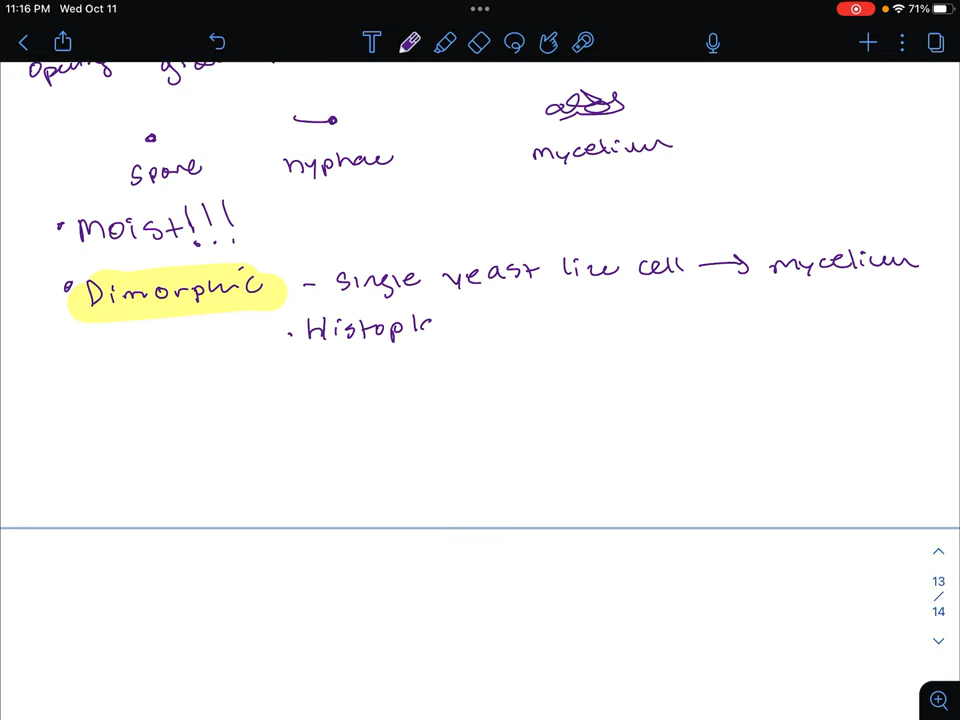 11:16 PM Wed Oct 11
71%
T
opening
spore hyphae mycelium
• Moist!!!
• Dimorphic - single yeast like cell → mycelium
• Histopl
13
/
14